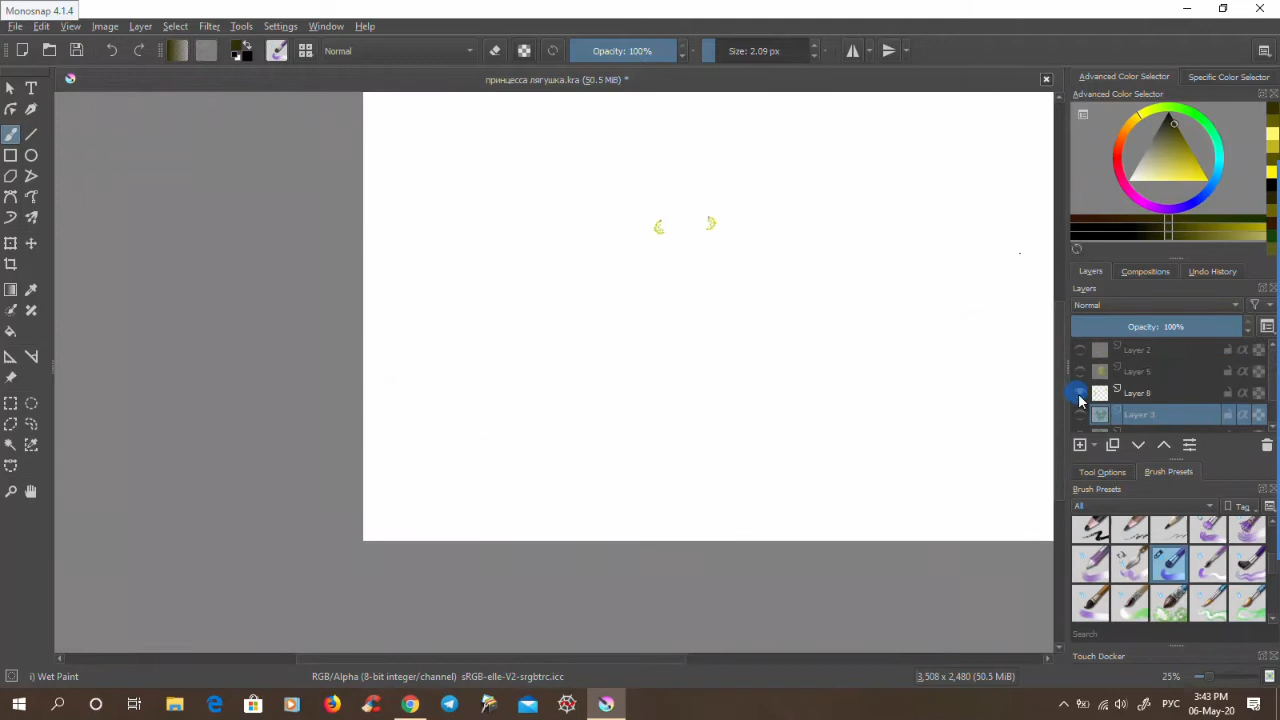 Monosnap 4.1.4
File Edit View Image Layer Select Filter Tools Settings Window Help
Normal Opacity: 100% Size: 2.09 px
принцесса лягушка.kra (50.5 MiB) *
Advanced Color Selector Specific Color Selector
Advanced Color Selector
Layers Compositions Undo History
Layers
Normal
Opacity: 100%
Layer 2
Layer 5
Layer 8
Layer 3
Tool Options Brush Presets
Brush Presets
All Tag
Search
Touch Docker
i) Wet Paint RGB/Alpha (8-bit integer/channel) sRGB-elle-V2-srgbtrc.icc 3,508 x 2,480 (50.5 MiB) 25%
РУС 3:43 PM
06-May-20